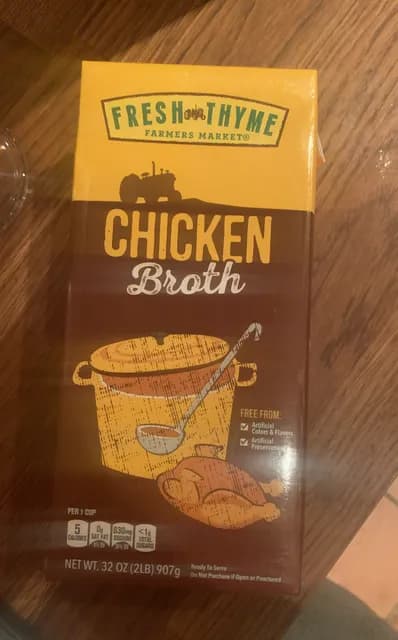 FRESH THYME
FARMERS MARKET®
CHICKEN
Broth
FREE FROM:
Artificial
Colors & Flavors
Artificial
Preservatives
PER 1 CUP
5 CALORIES
0g SAT FAT
830mg SODIUM
<1g TOTAL SUGARS
NET WT. 32 OZ (2LB) 907g
Ready To Serve
Do Not Purchase if Open or Punctured